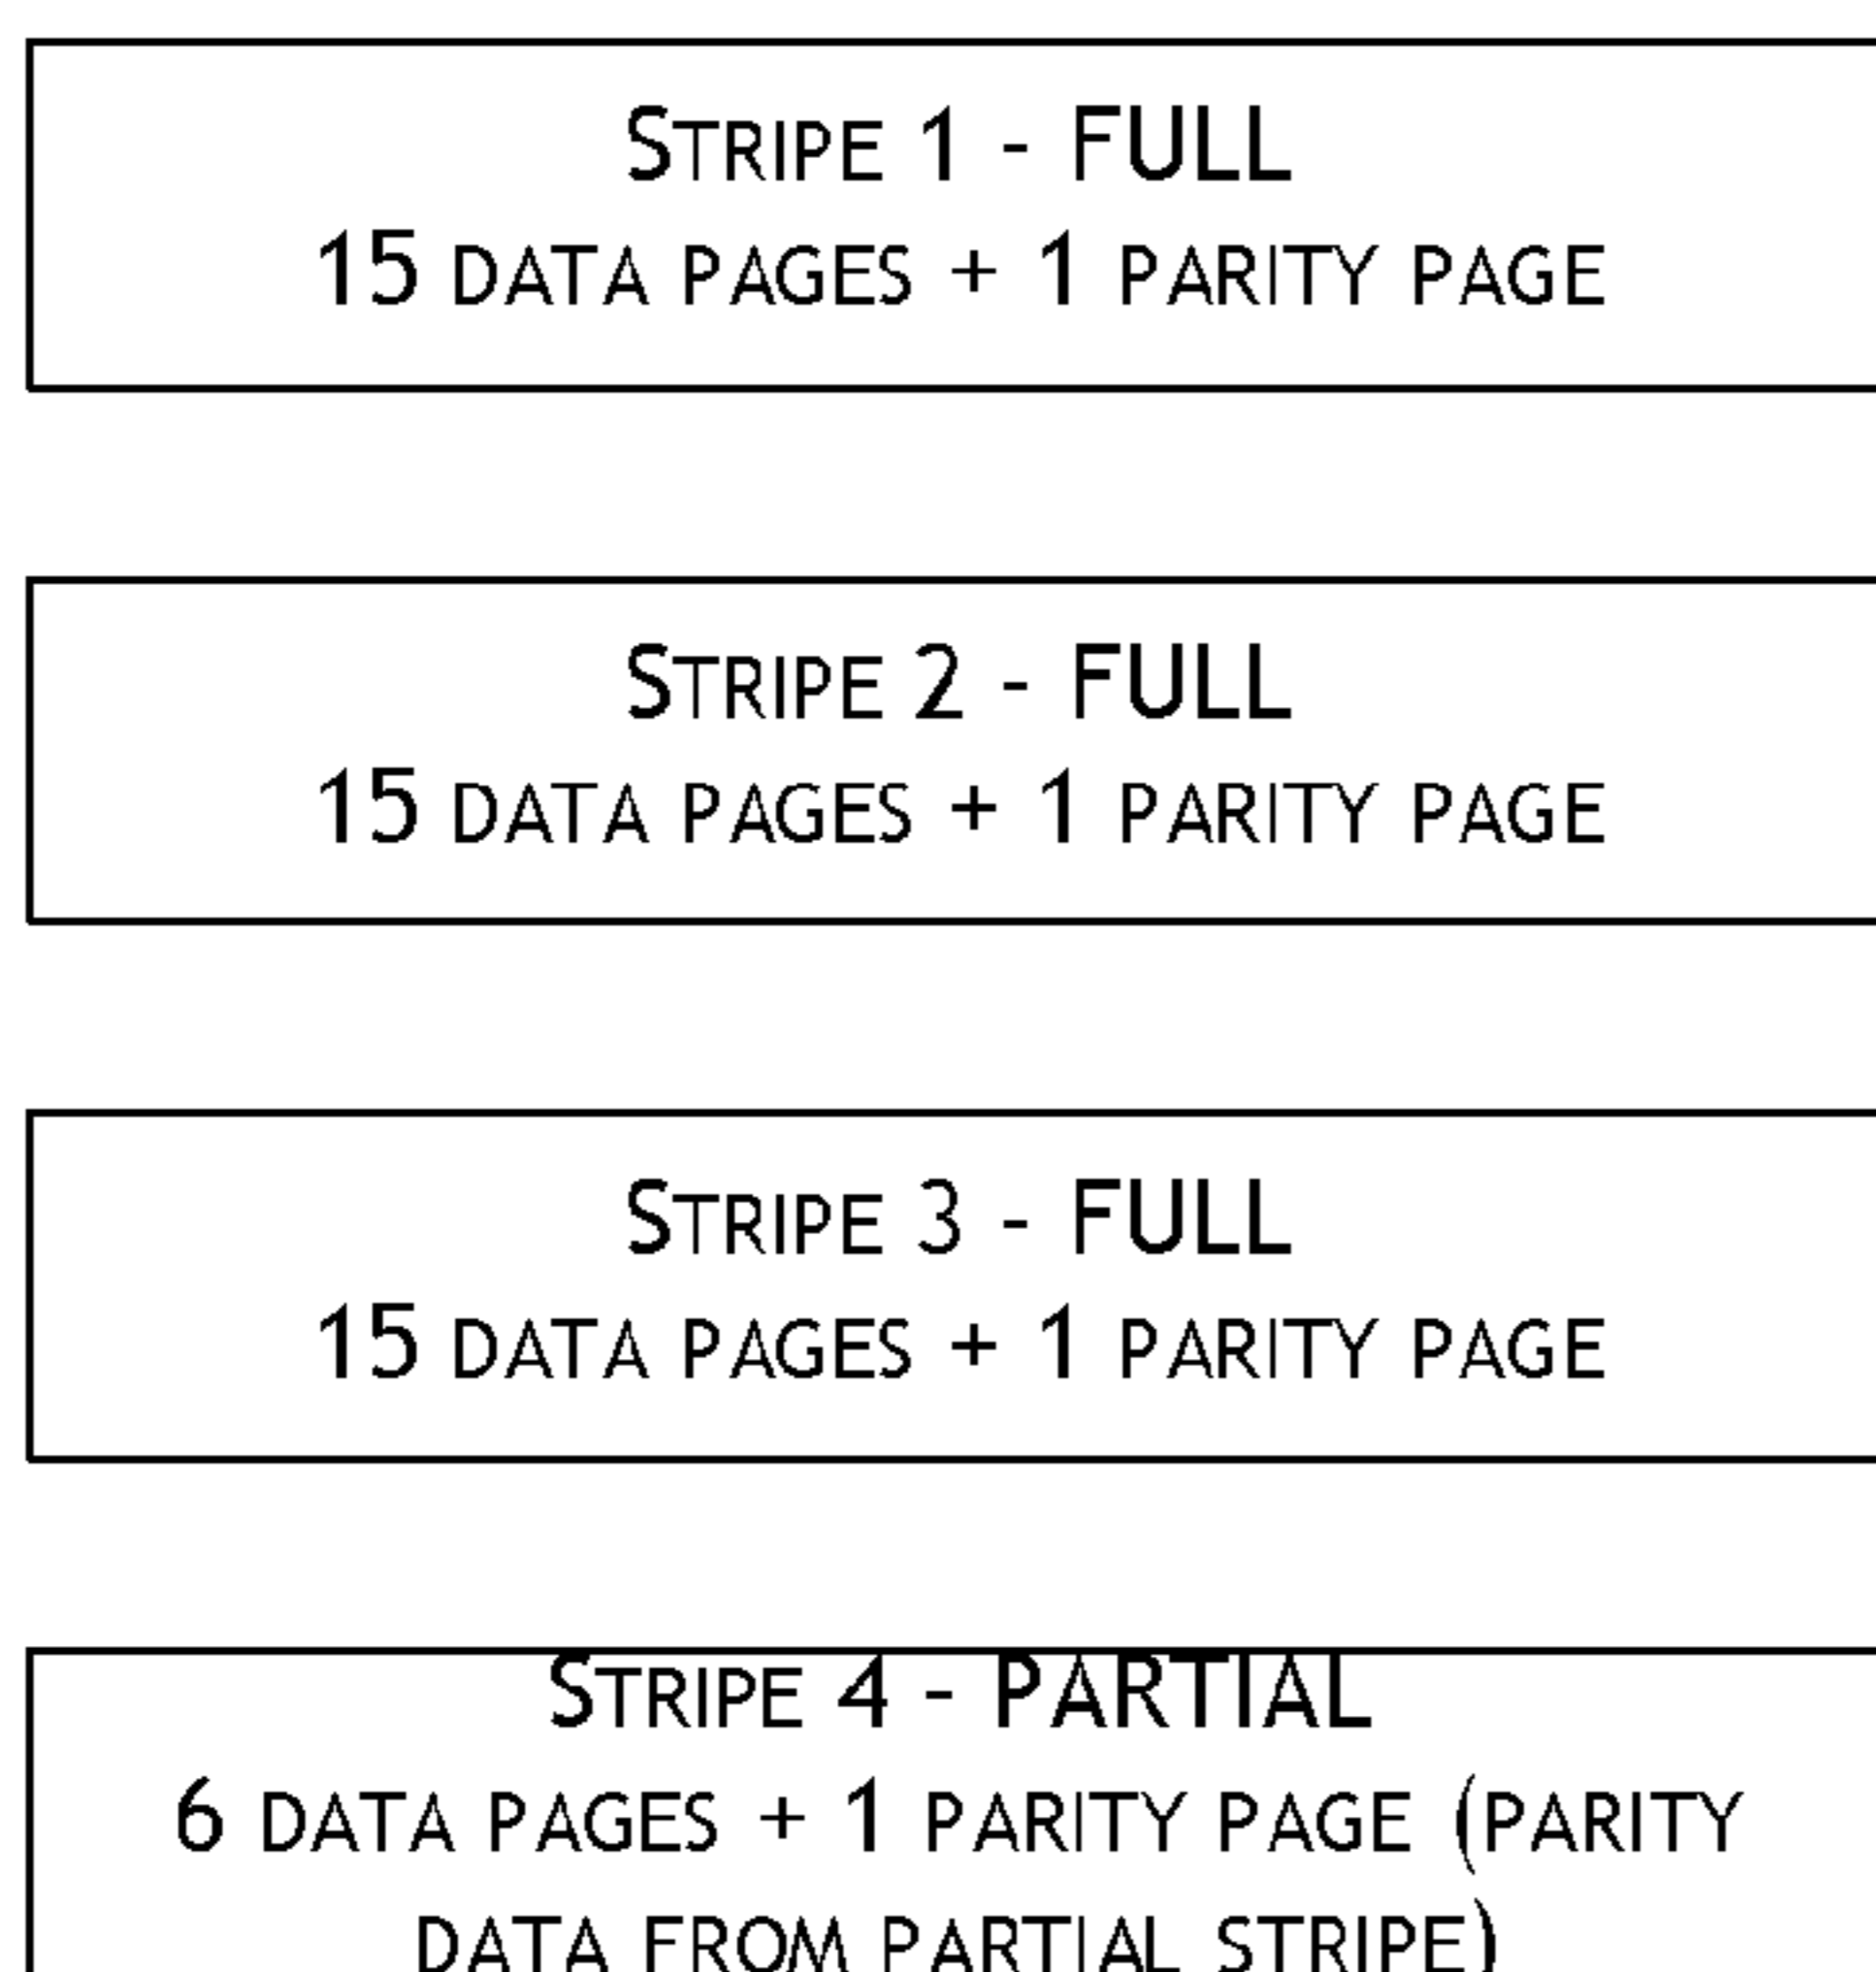 Stripe 1 - FULL
15 data pages + 1 parity page
Stripe 2 - FULL
15 data pages + 1 parity page
Stripe 3 - FULL
15 data pages + 1 parity page
Stripe 4 - PARTIAL
6 data pages + 1 parity page (parity
data from partial stripe)